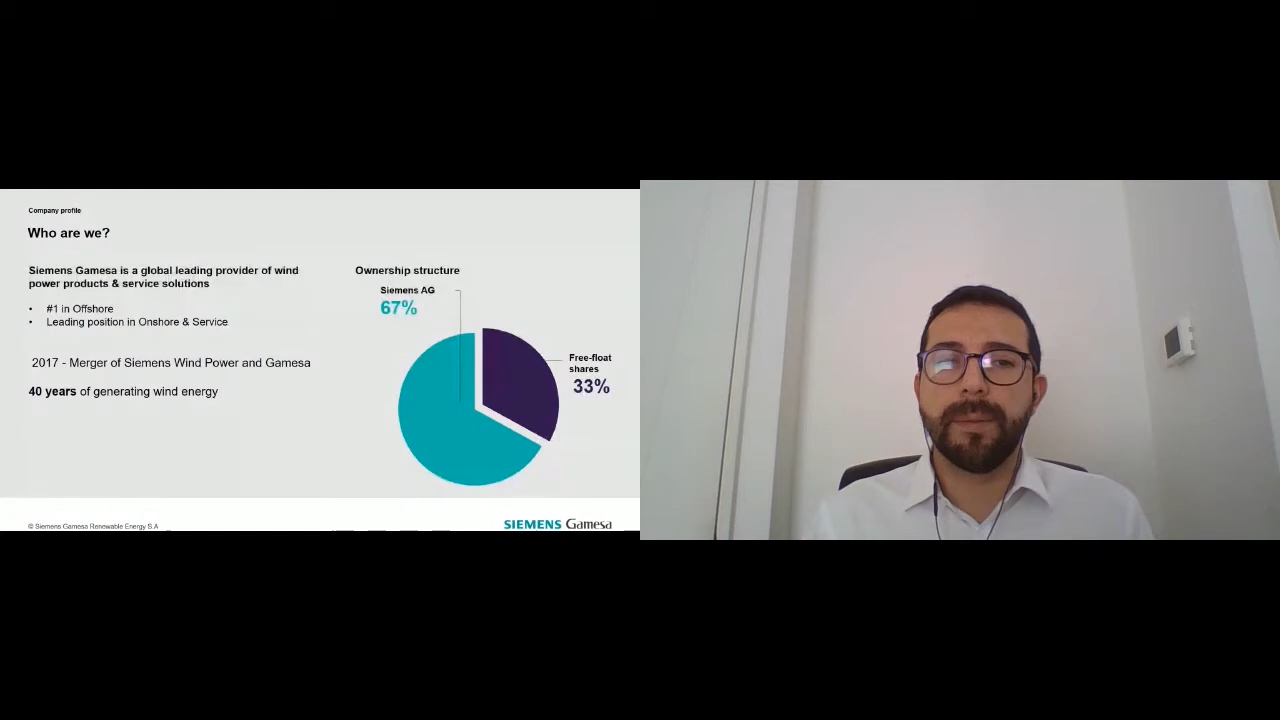 Company profile
Who are we?
Siemens Gamesa is a global leading provider of wind
power products & service solutions
• #1 in Offshore
• Leading position in Onshore & Service
2017 - Merger of Siemens Wind Power and Gamesa
40 years of generating wind energy
Ownership structure
Siemens AG
67%
Free-float
shares
33%
© Siemens Gamesa Renewable Energy S.A
SIEMENS Gamesa